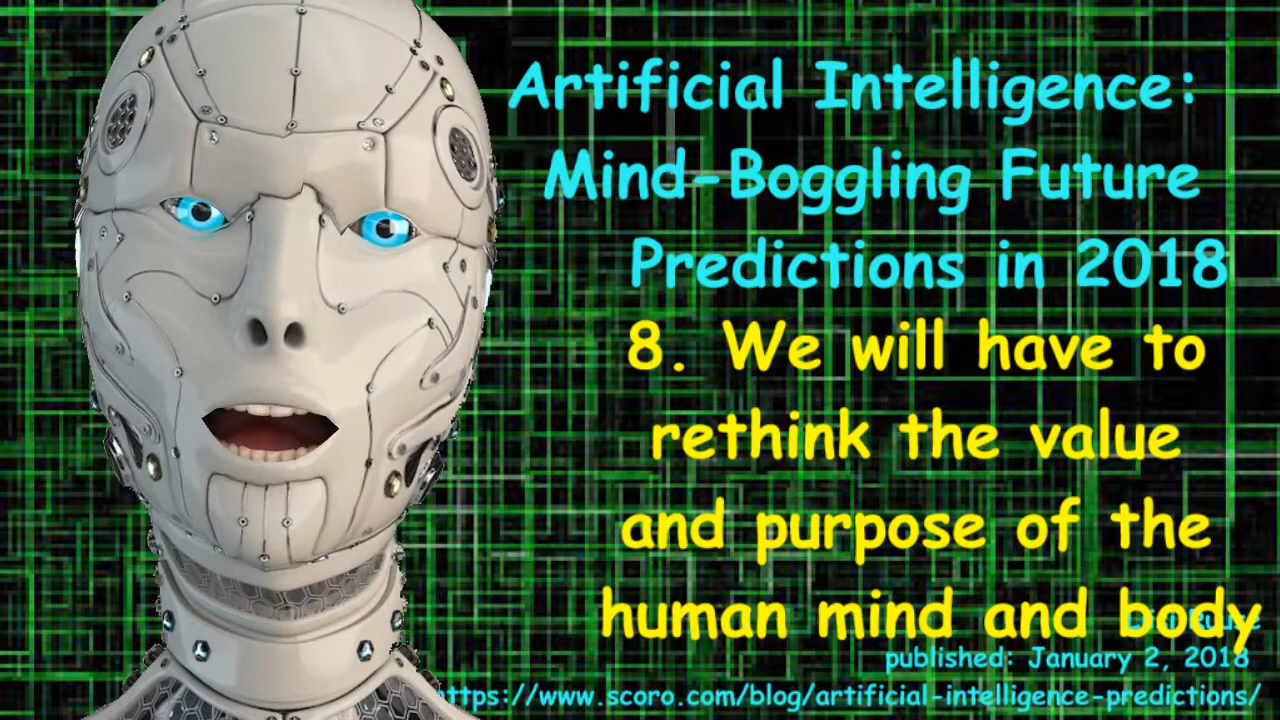 Artificial Intelligence:
Mind-Boggling Future
Predictions in 2018
8. We will have to
rethink the value
and purpose of the
human mind and body
published: January 2, 2018
https://www.scoro.com/blog/artificial-intelligence-predictions/